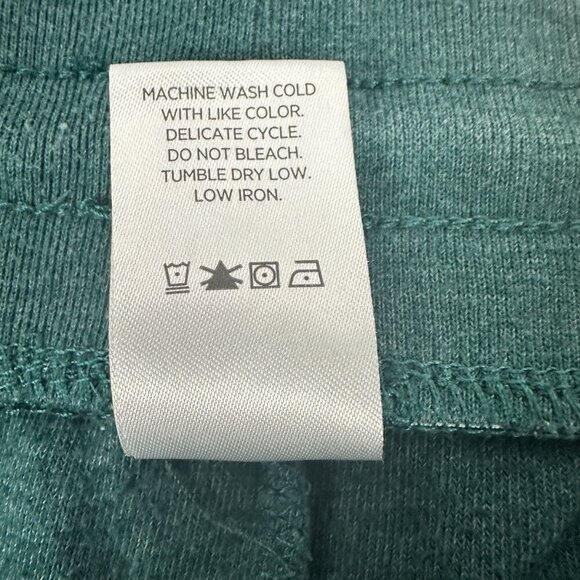 MACHINE WASH COLD
WITH LIKE COLOR.
DELICATE CYCLE.
DO NOT BLEACH.
TUMBLE DRY LOW.
LOW IRON.